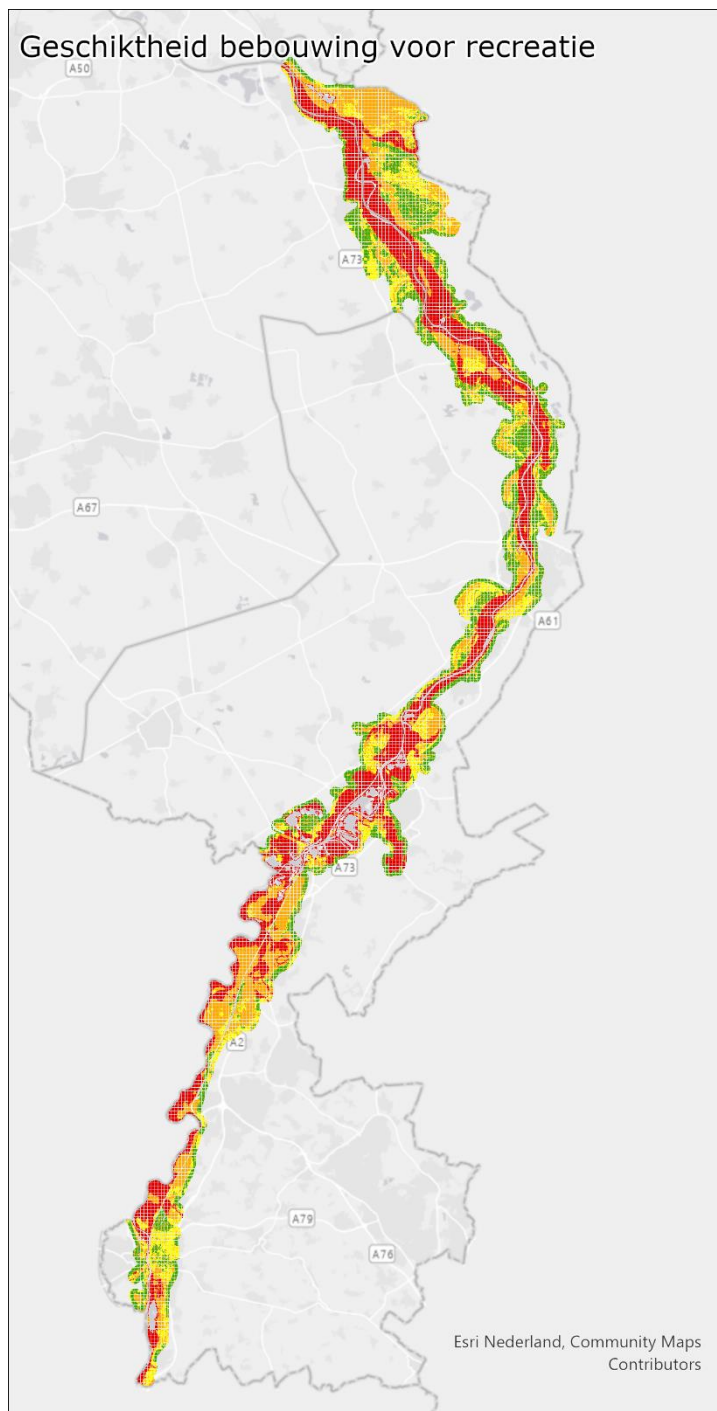 Geschiktheid bebouwing voor recreatie
A50
A73
A67
A61
A73
A2
A79
A76
Esri Nederland, Community Maps
Contributors